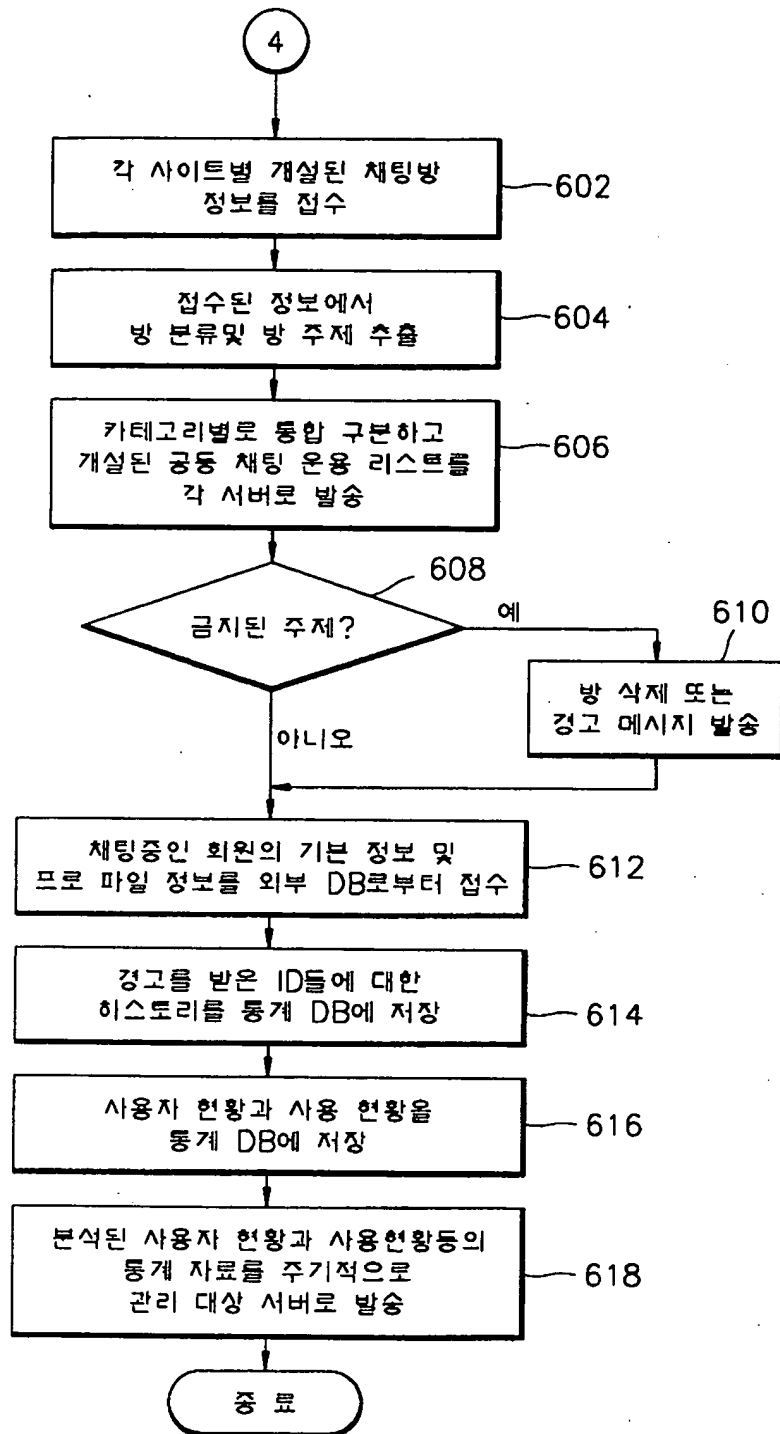 4
각 사이트별 개설된 채팅방
정보를 접수
602
접수된 정보에서
방 분류및 방 주제 추출
604
카테고리별로 통합 구분하고
개설된 공동 채팅 운용 리스트를
각 서버로 발송
606
608
금지된 주제?
예
610
방 삭제 또는
경고 메시지 발송
아니오
채팅중인 회원의 기본 정보 및
프로 파일 정보를 외부 DB로부터 접수
612
경고를 받은 ID들에 대한
히스토리를 통계 DB에 저장
614
사용자 현황과 사용 현황을
통계 DB에 저장
616
분석된 사용자 현황과 사용현황등의
통계 자료를 주기적으로
관리 대상 서버로 발송
618
종 료